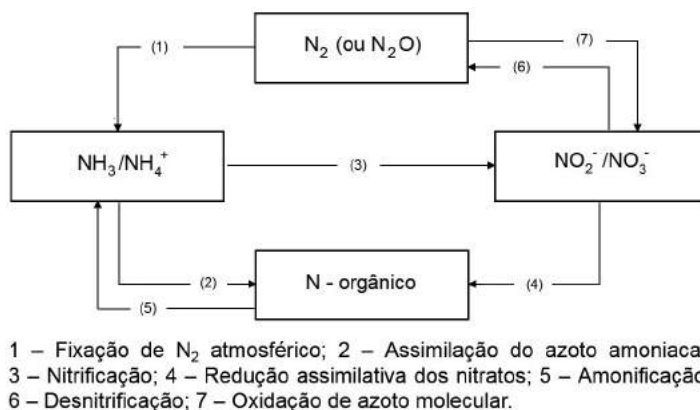 N₂ (ou N₂O)
(1)
(7)
(6)
NH₃/NH₄⁺
(3)
NO₂⁻/NO₃⁻
(2)
N - orgânico
(4)
(5)
1 – Fixação de N₂ atmosférico; 2 – Assimilação do azoto amoniaca
3 – Nitrificação; 4 – Redução assimilativa dos nitratos; 5 – Amonificação
6 – Desnitrificação; 7 – Oxidação de azoto molecular.